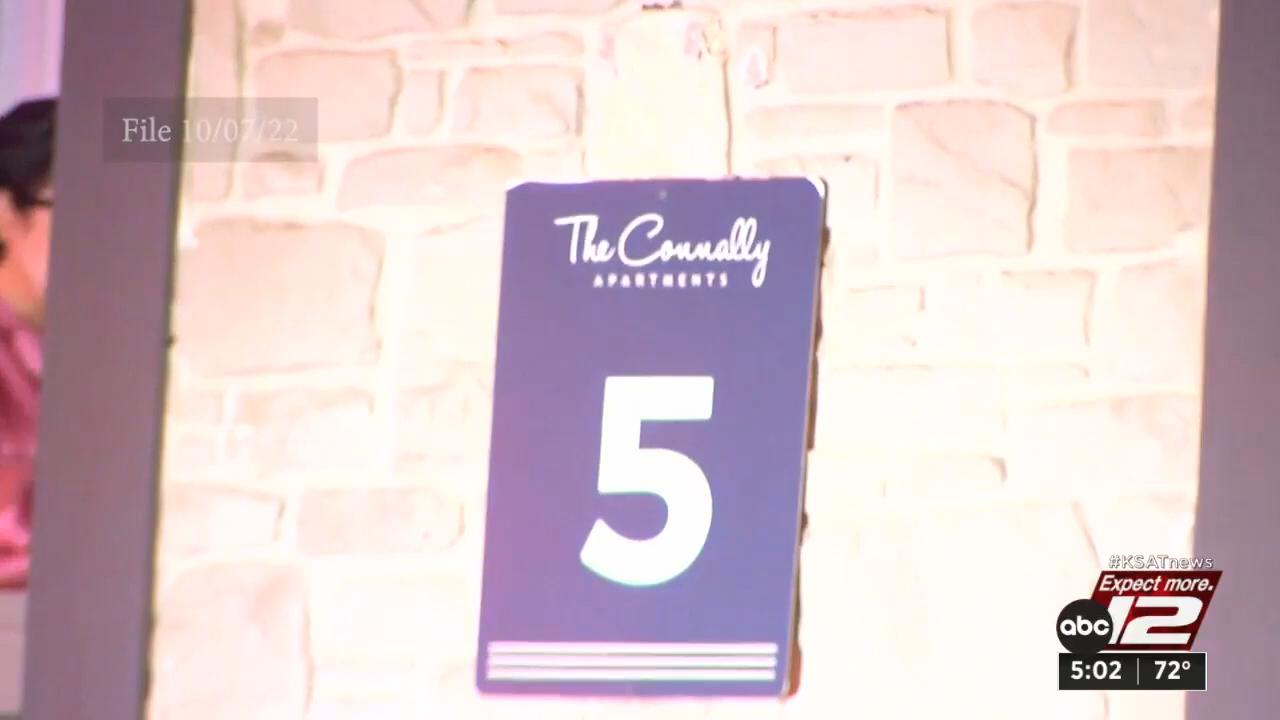 File 10/07/22
The Connally
APARTMENTS
5
#KSATnews
Expect more.
abc 12
5:02 72°